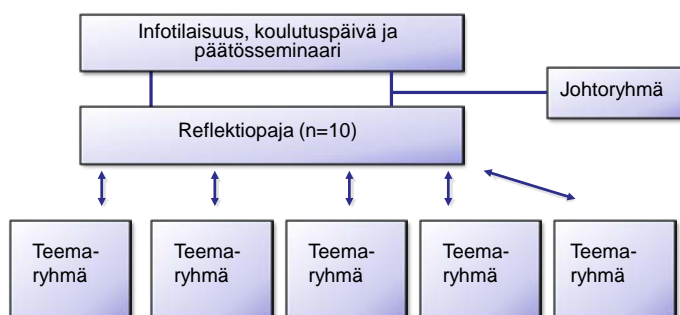 Infotilaisuus, koulutuspäivä ja
päätösseminaari
Johtoryhmä
Reflektiopaja (n=10)
Teema-
ryhmä
Teema-
ryhmä
Teema-
ryhmä
Teema-
ryhmä
Teema-
ryhmä